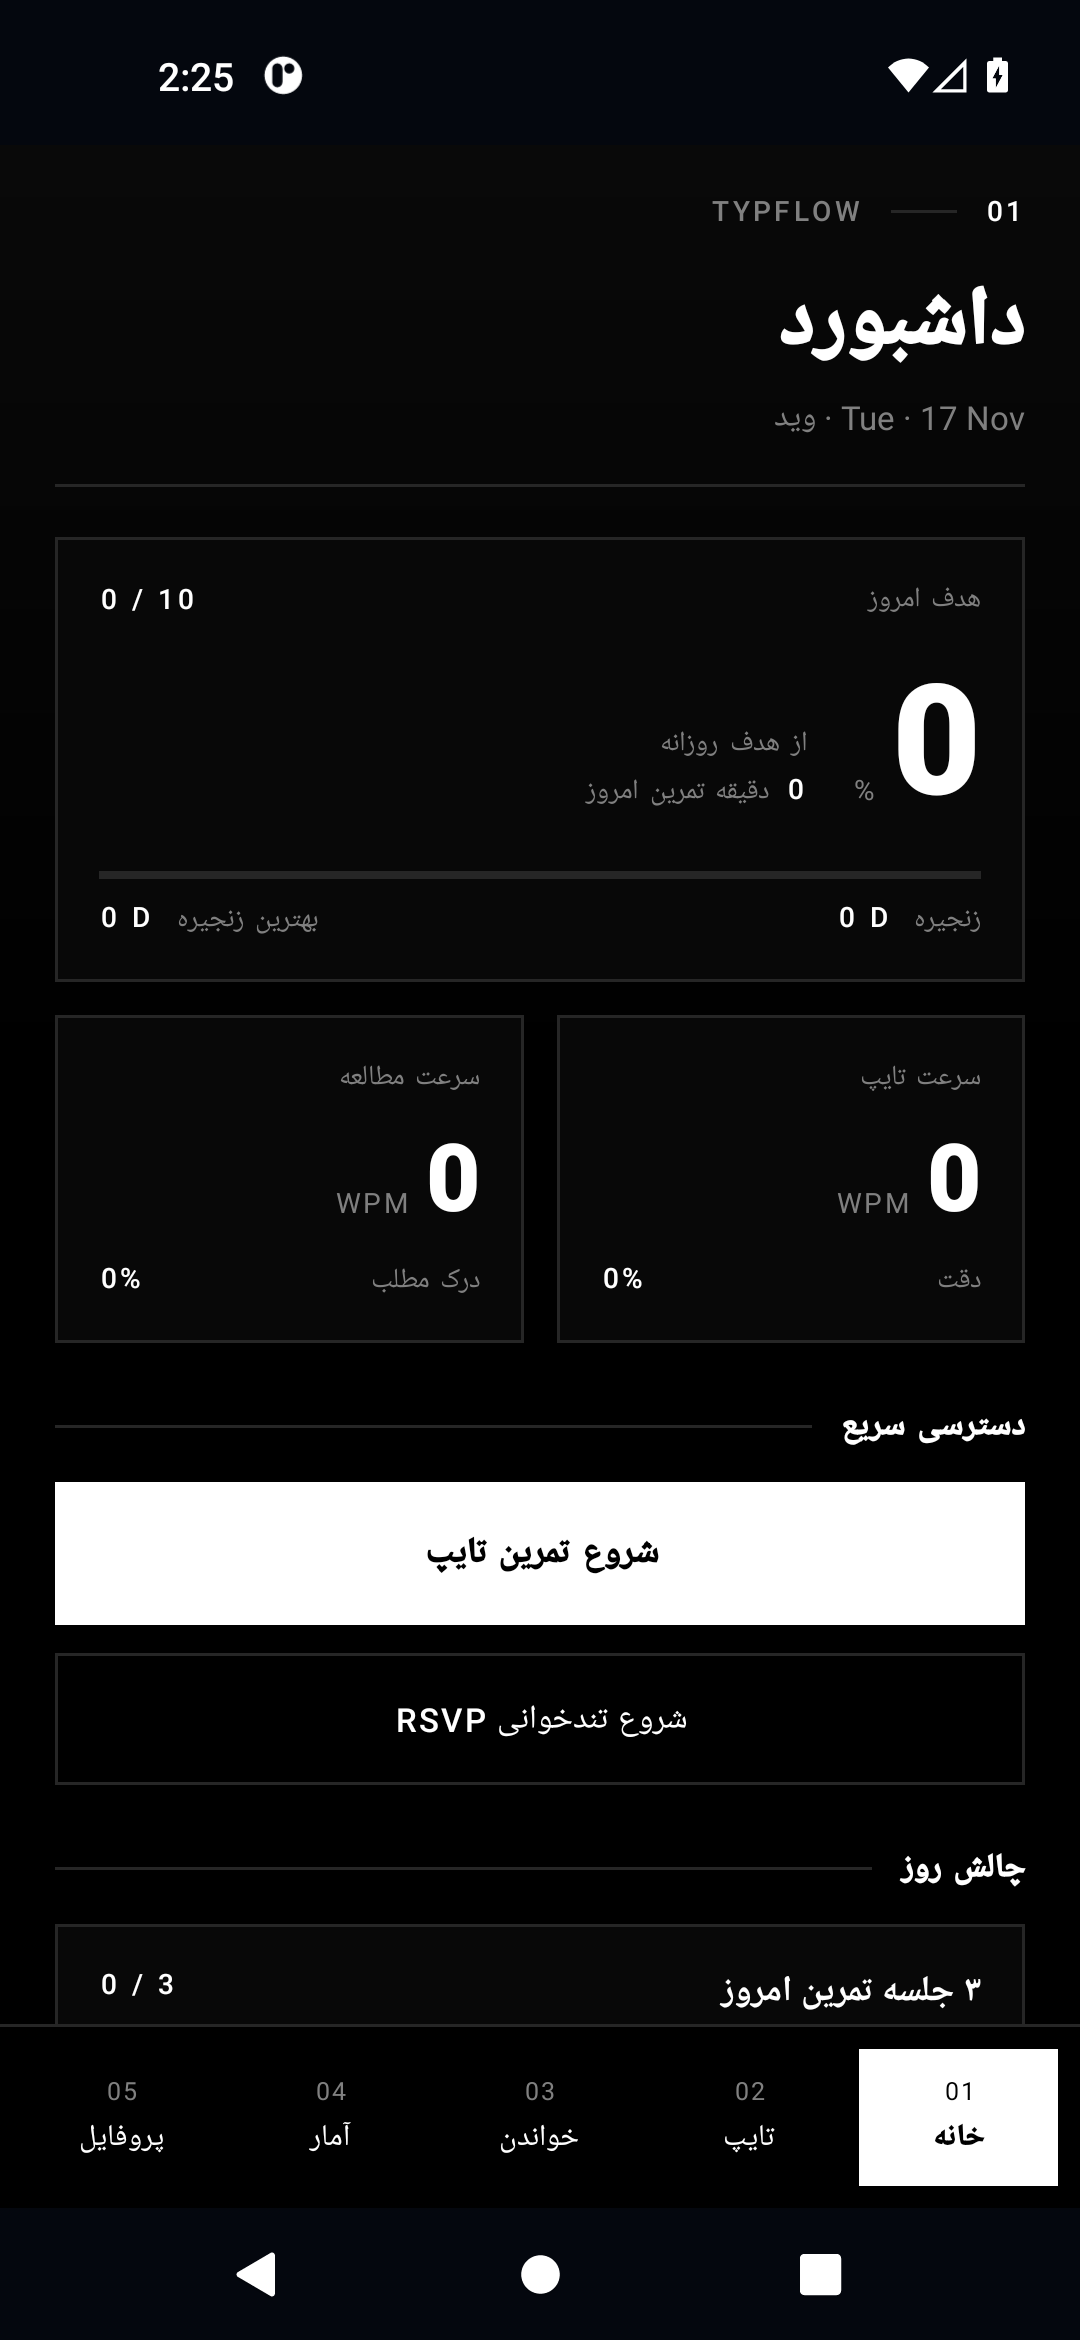 2:25
01 TYPFLOW
داشبورد
Tue · 17 Nov · وید
هدف امروز 0 / 10
0 %
از هدف روزانه
0 دقیقه تمرین امروز
زنجیره 0 D بهترین زنجیره 0 D
سرعت تایپ
0 WPM
دقت 0%
سرعت مطالعه
0 WPM
درک مطلب 0%
دسترسی سریع
شروع تمرین تایپ
شروع تندخوانی RSVP
چالش روز
۳ جلسه تمرین امروز 0 / 3
01 خانه
02 تایپ
03 خواندن
04 آمار
05 پروفایل